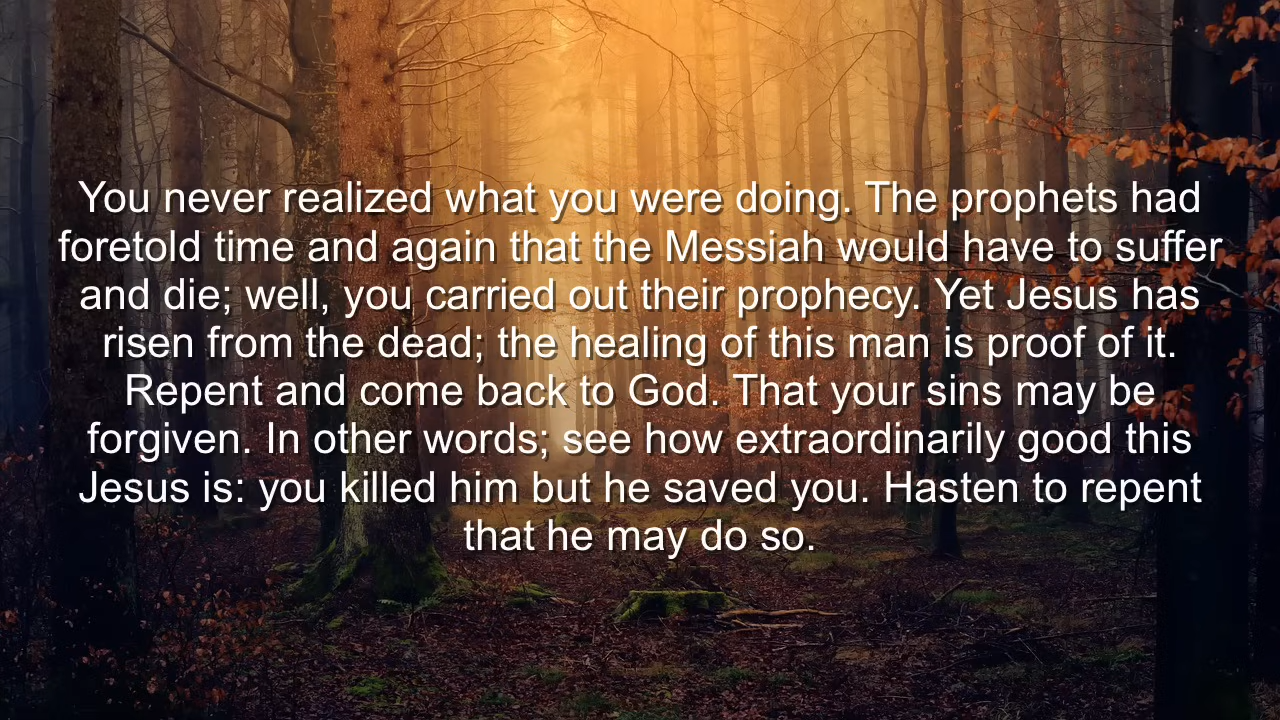 You never realized what you were doing. The prophets had
foretold time and again that the Messiah would have to suffer
and die; well, you carried out their prophecy. Yet Jesus has
risen from the dead; the healing of this man is proof of it.
Repent and come back to God. That your sins may be
forgiven. In other words; see how extraordinarily good this
Jesus is: you killed him but he saved you. Hasten to repent
that he may do so.